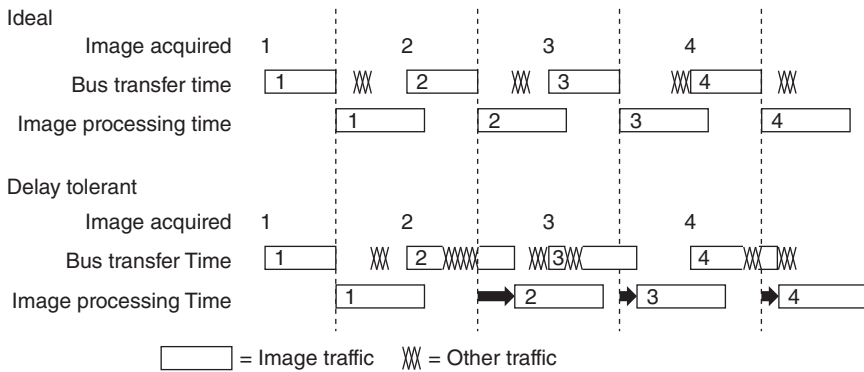 Ideal
Image acquired 1 2 3 4
Bus transfer time 1 2 3 4
Image processing time 1 2 3 4
Delay tolerant
Image acquired 1 2 3 4
Bus transfer Time 1 2 3 4
Image processing Time 1 2 3 4
= Image traffic = Other traffic